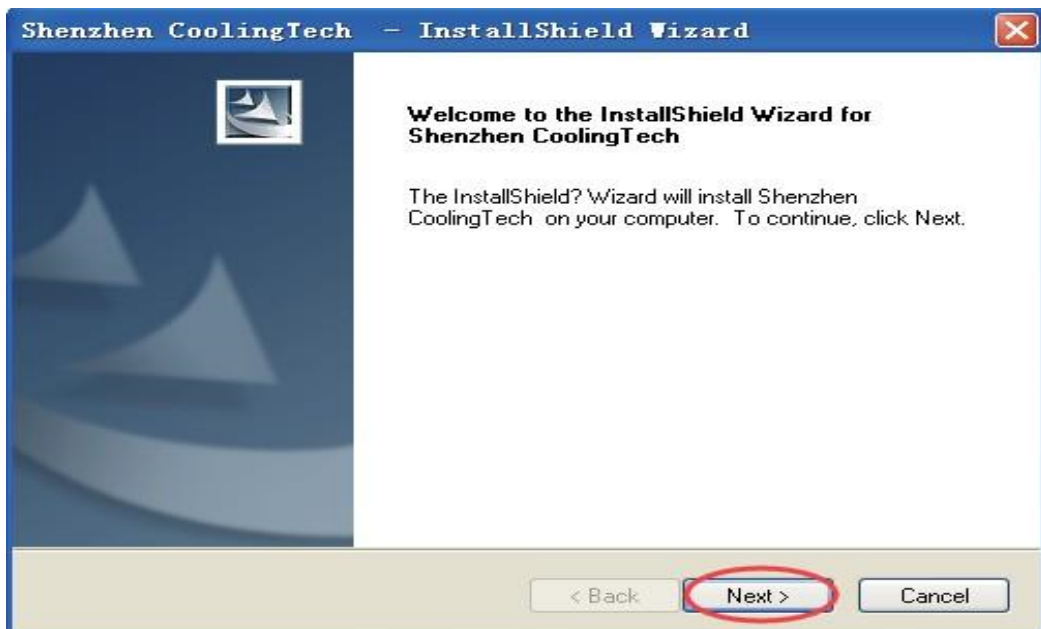 Shenzhen CoolingTech - InstallShield Wizard
Welcome to the InstallShield Wizard for
Shenzhen CoolingTech
The InstallShield? Wizard will install Shenzhen
CoolingTech on your computer. To continue, click Next.
< Back
Next >
Cancel